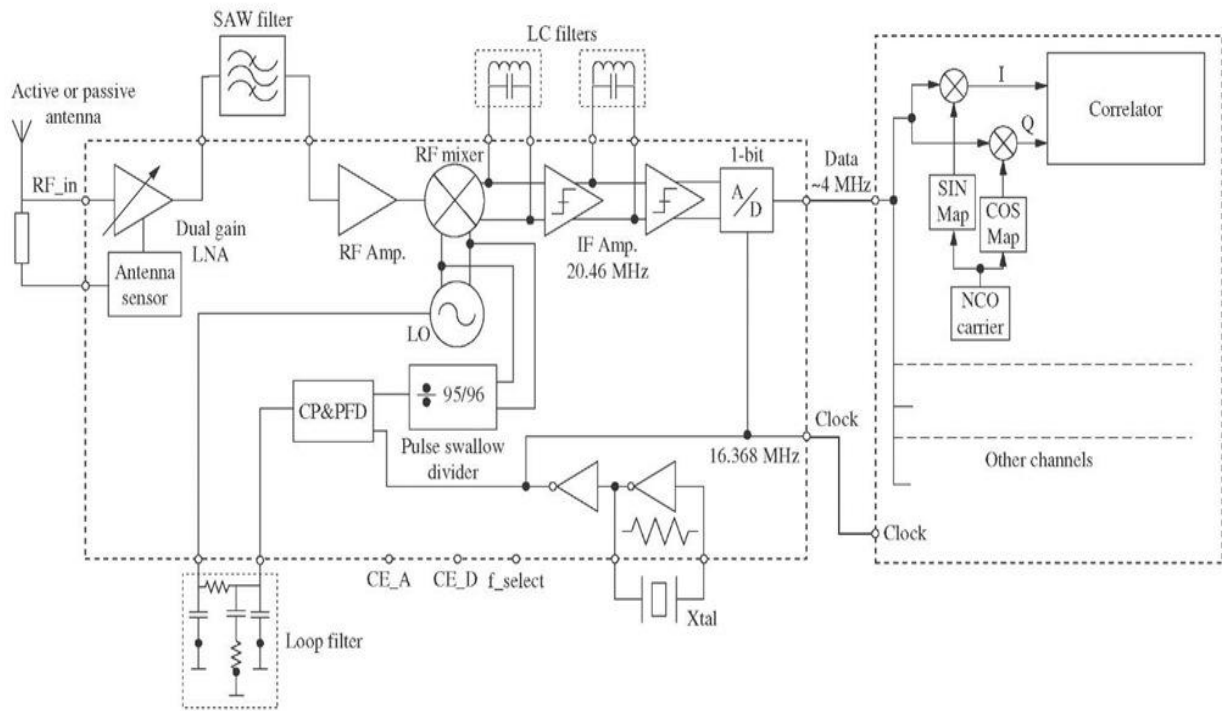 SAW filter
LC filters
Active or passive
antenna
RF_in
Dual gain
LNA
Antenna
sensor
RF Amp.
RF mixer
LO
IF Amp.
20.46 MHz
1-bit
A/D
Data
~4 MHz
I
Q
Correlator
SIN
Map
COS
Map
NCO
carrier
CP&PFD
÷ 95/96
Pulse swallow
divider
16.368 MHz
Clock
Other channels
Clock
CE_A
CE_D
f_select
Xtal
Loop filter